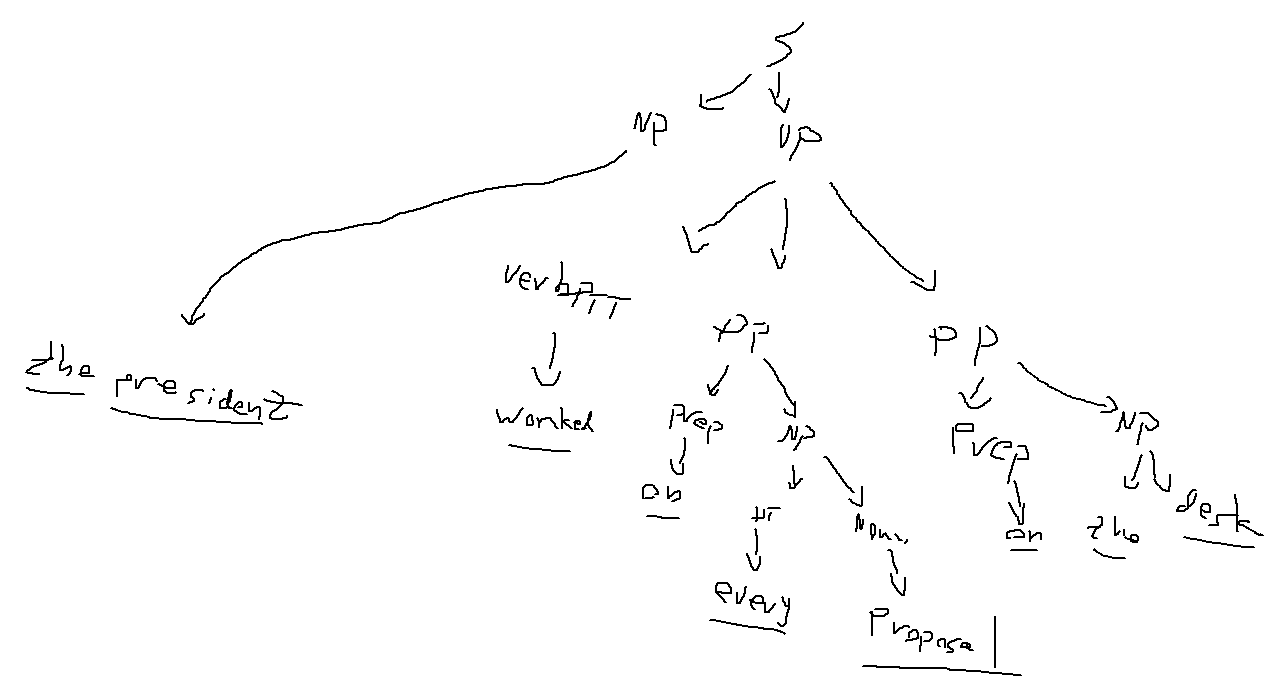 S
NP VP
verb
PP PP
the president worked Prep NP Prep NP
on Noun on the desk
every proposal